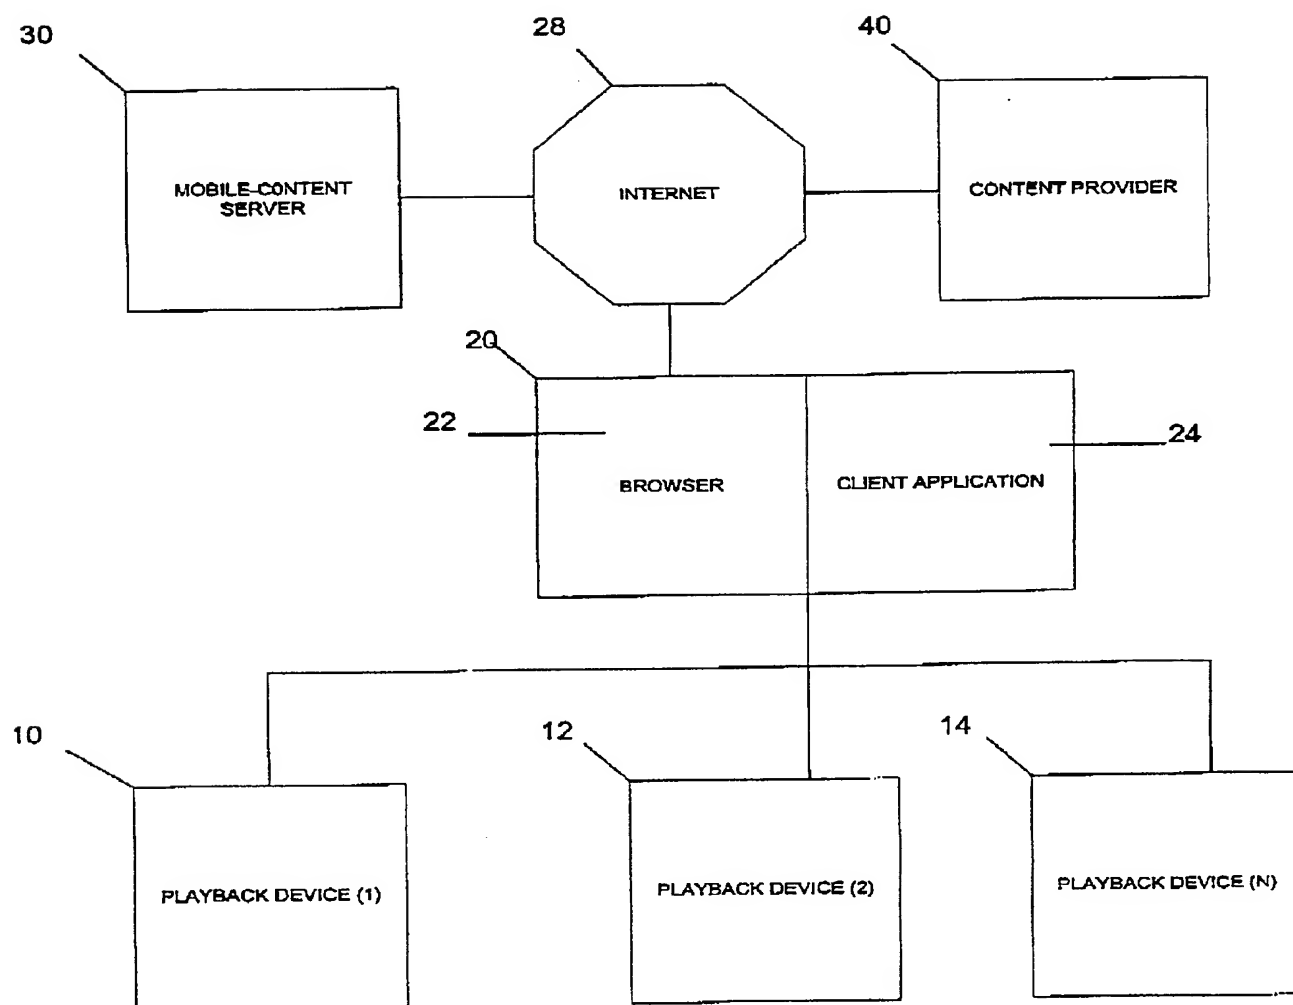 30
28
40
MOBILE-CONTENT
SERVER
INTERNET
CONTENT PROVIDER
20
22
24
BROWSER
CLIENT APPLICATION
10
12
14
PLAYBACK DEVICE (1)
PLAYBACK DEVICE (2)
PLAYBACK DEVICE (N)